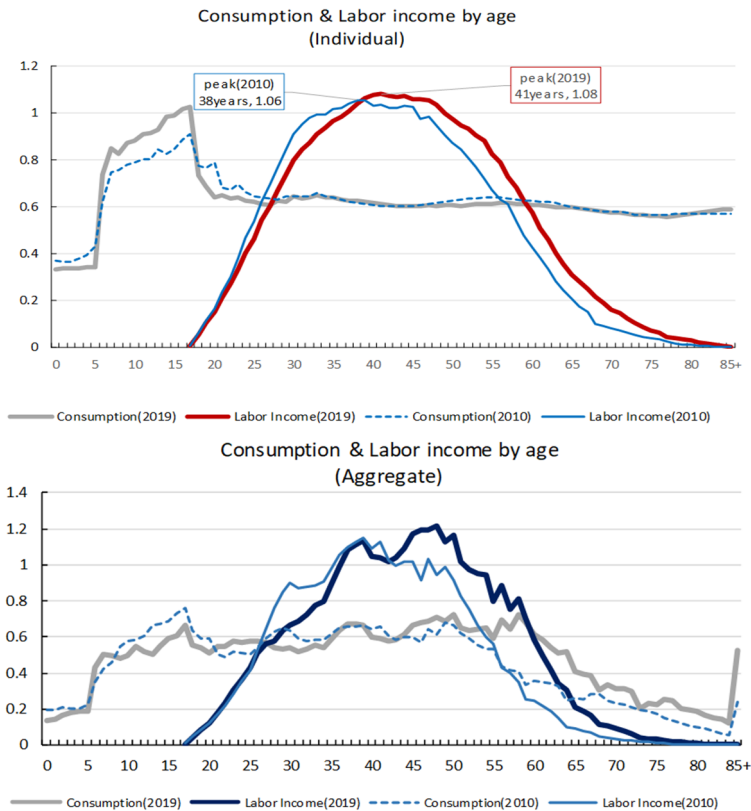 Consumption & Labor income by age
(Individual)
1.2
1
0.8
0.6
0.4
0.2
0
peak(2010)
38years, 1.06
peak(2019)
41years, 1.08
0 5 10 15 20 25 30 35 40 45 50 55 60 65 70 75 80 85+
Consumption(2019) Labor Income(2019) Consumption(2010) Labor Income(2010)
Consumption & Labor income by age
(Aggregate)
1.4
1.2
1
0.8
0.6
0.4
0.2
0
0 5 10 15 20 25 30 35 40 45 50 55 60 65 70 75 80 85+
Consumption(2019) Labor Income(2019) Consumption(2010) Labor Income(2010)